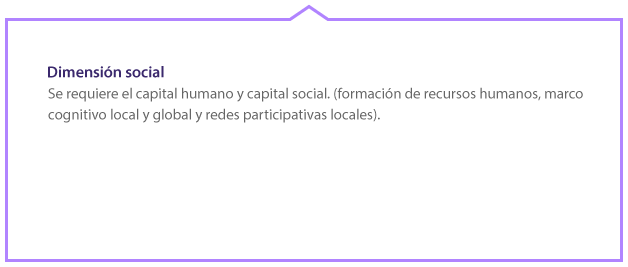 Dimensión social
Se requiere el capital humano y capital social. (formación de recursos humanos, marco
cognitivo local y global y redes participativas locales).